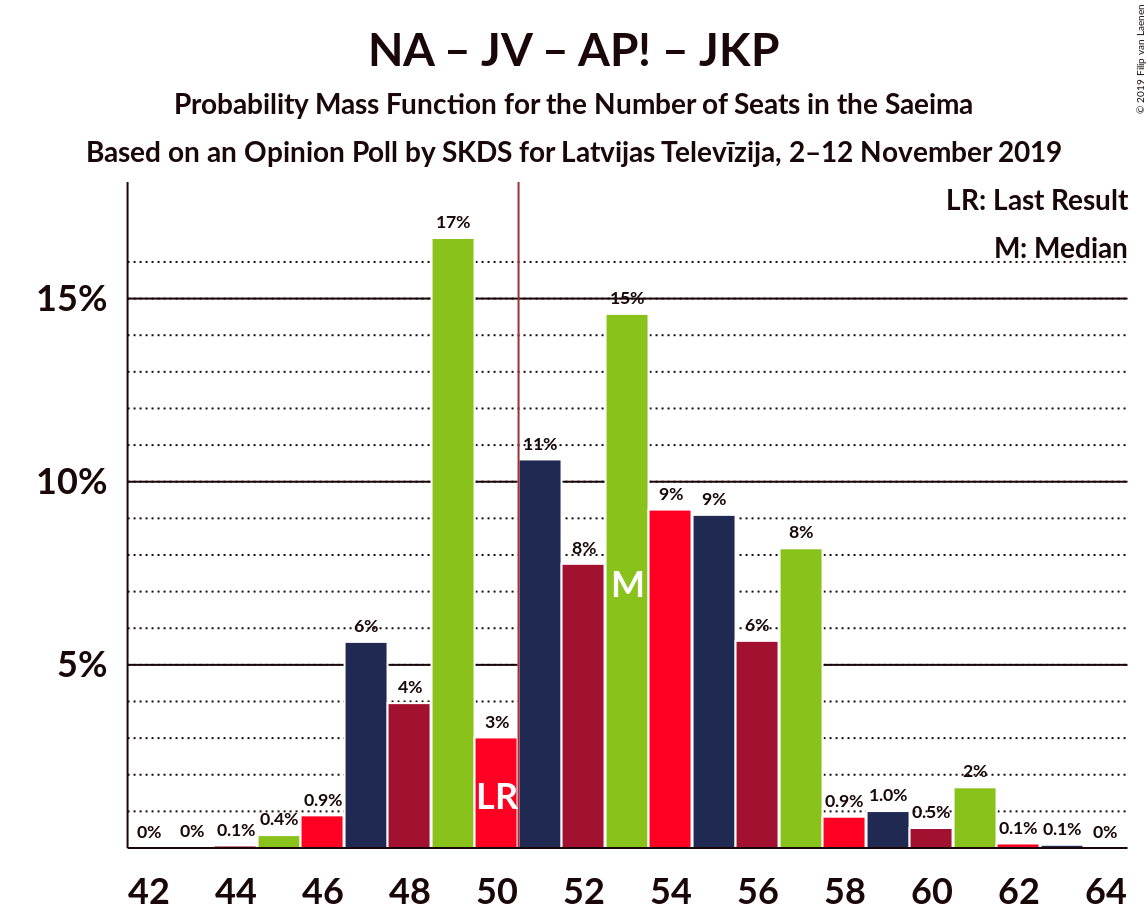 NA – JV – AP! – JKP
Probability Mass Function for the Number of Seats in the Saeima
Based on an Opinion Poll by SKDS for Latvijas Televīzija, 2–12 November 2019
© 2019 Filip van Laenen
LR: Last Result
M: Median
15%
10%
5%
0%
0%
0.1%
0.4%
0.9%
6%
4%
17%
3%
11%
8%
15%
9%
9%
6%
8%
0.9%
1.0%
0.5%
2%
0.1%
0.1%
0%
LR
M
42 44 46 48 50 52 54 56 58 60 62 64